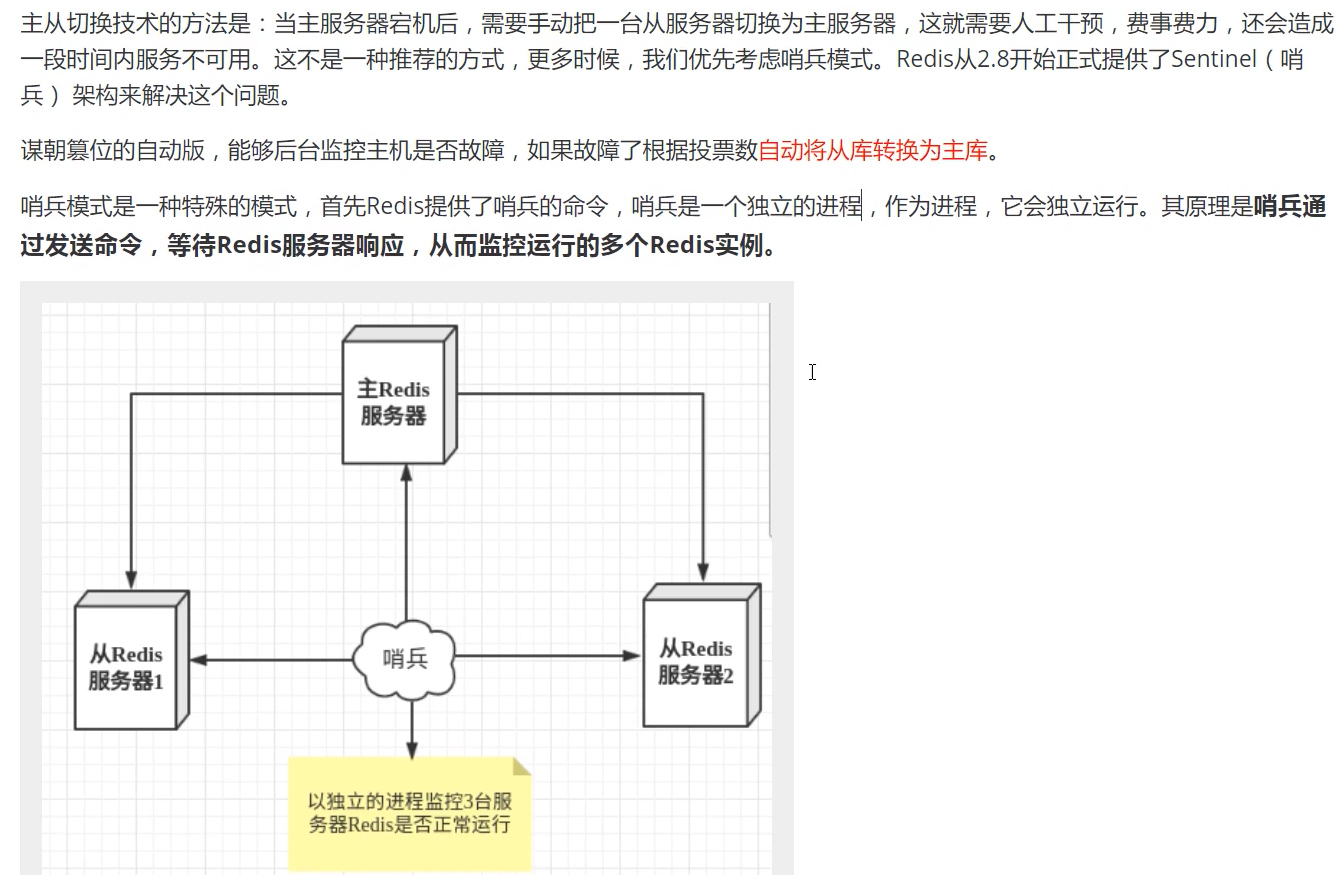 主从切换技术的方法是：当主服务器宕机后，需要手动把一台从服务器切换为主服务器，这就需要人工干预，费事费力，还会造成
一段时间内服务不可用。这不是一种推荐的方式，更多时候，我们优先考虑哨兵模式。Redis从2.8开始正式提供了Sentinel（哨
兵） 架构来解决这个问题。
谋朝篡位的自动版，能够后台监控主机是否故障，如果故障了根据投票数自动将从库转换为主库。
哨兵模式是一种特殊的模式，首先Redis提供了哨兵的命令，哨兵是一个独立的进程，作为进程，它会独立运行。其原理是哨兵通
过发送命令，等待Redis服务器响应，从而监控运行的多个Redis实例。
主Redis
服务器
从Redis
服务器1
哨兵
从Redis
服务器2
以独立的进程监控3台服
务器Redis是否正常运行